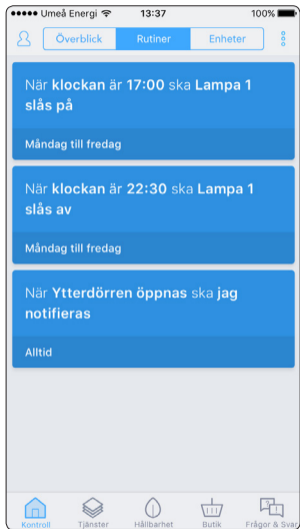 Umeå Energi 13:37 100%
Överblick Rutiner Enheter
När klockan är 17:00 ska Lampa 1
slås på
Måndag till fredag
När klockan är 22:30 ska Lampa 1
slås av
Måndag till fredag
När Ytterdörren öppnas ska jag
notifieras
Alltid
Kontroll Tjänster Hållbarhet Butik Frågor & Svar